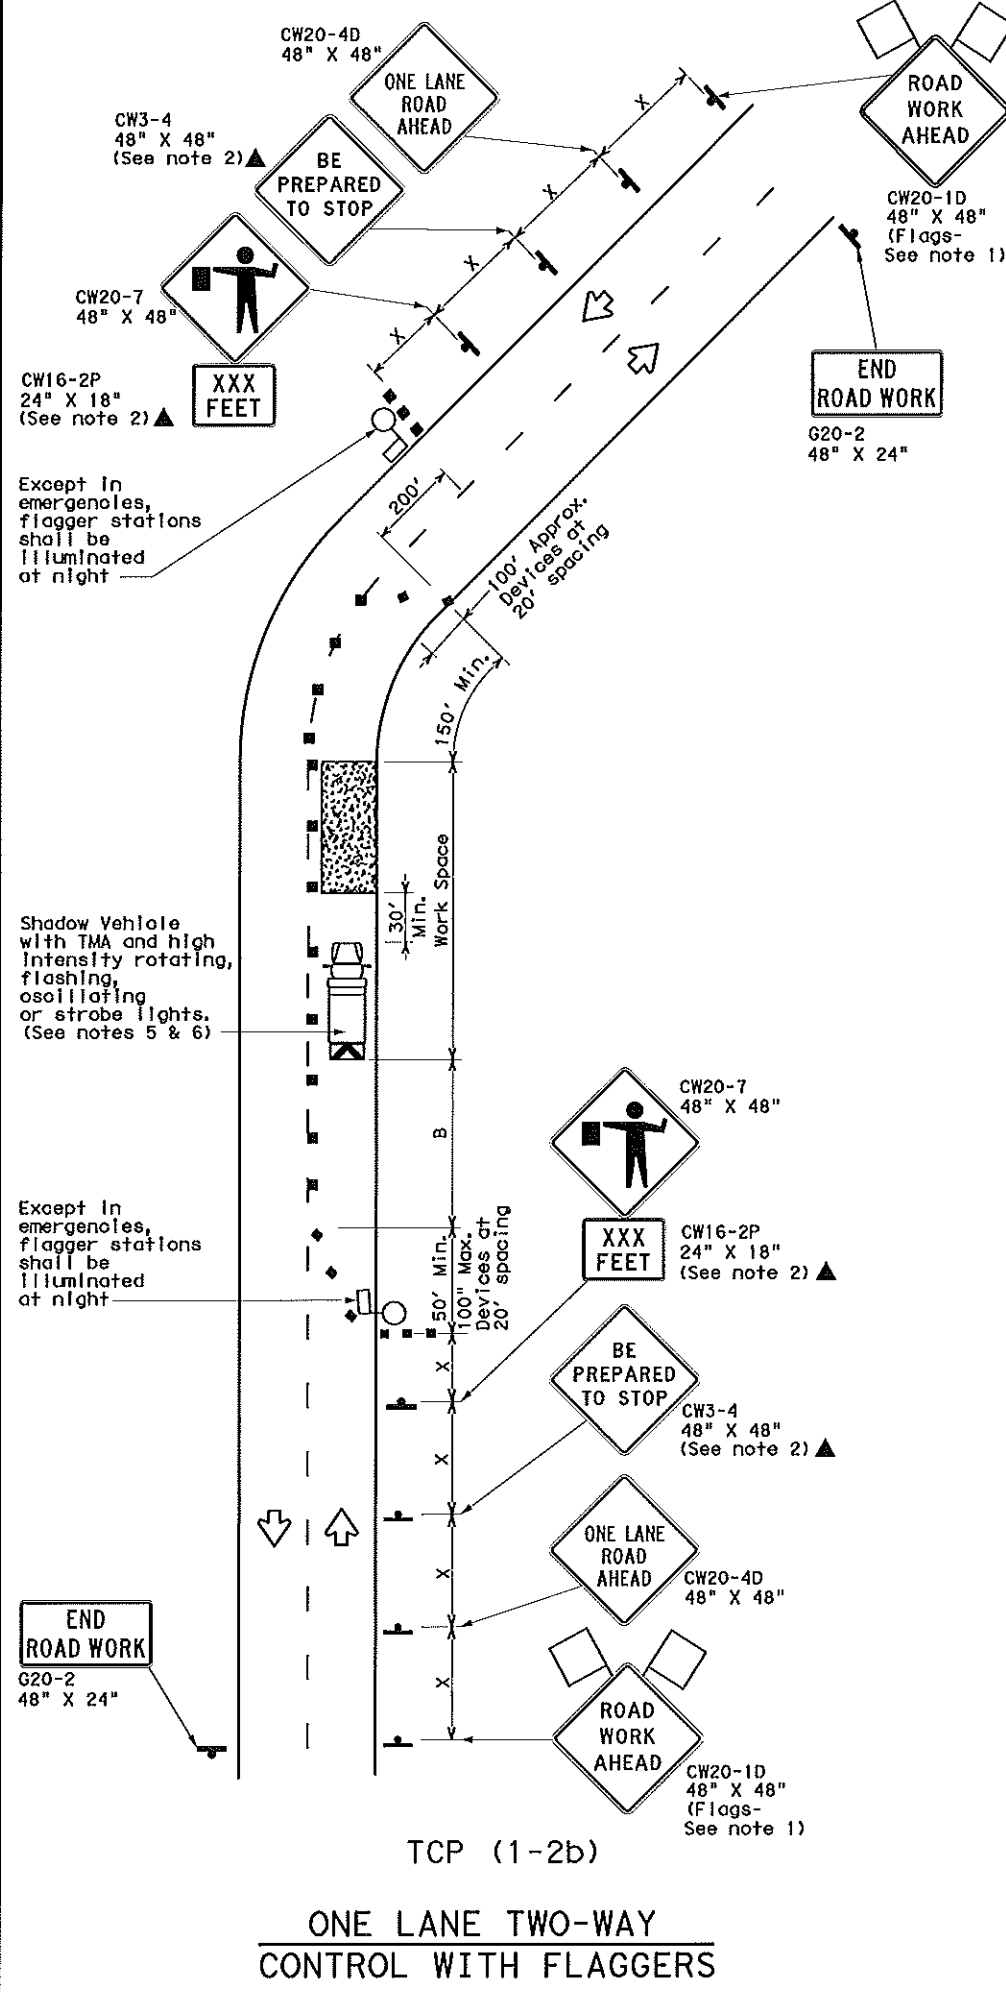 CW20-4D
48" X 48"
ONE LANE
ROAD
AHEAD
ROAD
WORK
AHEAD
CW20-1D
48" X 48"
(Flags-
See note 1)
CW3-4
48" X 48"
(See note 2)▲
BE
PREPARED
TO STOP
CW20-7
48" X 48"
CW16-2P
24" X 18"
(See note 2)▲
XXX
FEET
X
X
X
X
END
ROAD WORK
G20-2
48" X 24"
Except in
emergencies,
flagger stations
shall be
illuminated
at night
200'
100' Approx.
Devices at
20' spacing
150' Min.
Work Space
30'
Min.
Shadow Vehicle
with TMA and high
intensity rotating,
flashing,
oscillating
or strobe lights.
(See notes 5 & 6)
B
CW20-7
48" X 48"
XXX
FEET
CW16-2P
24" X 18"
(See note 2)▲
Except in
emergencies,
flagger stations
shall be
illuminated
at night
50' Min.
100" Max.
Devices at
20' spacing
X
X
X
X
BE
PREPARED
TO STOP
CW3-4
48" X 48"
(See note 2)▲
ONE LANE
ROAD
AHEAD
CW20-4D
48" X 48"
END
ROAD WORK
G20-2
48" X 24"
ROAD
WORK
AHEAD
CW20-1D
48" X 48"
(Flags-
See note 1)
TCP (1-2b)
ONE LANE TWO-WAY
CONTROL WITH FLAGGERS